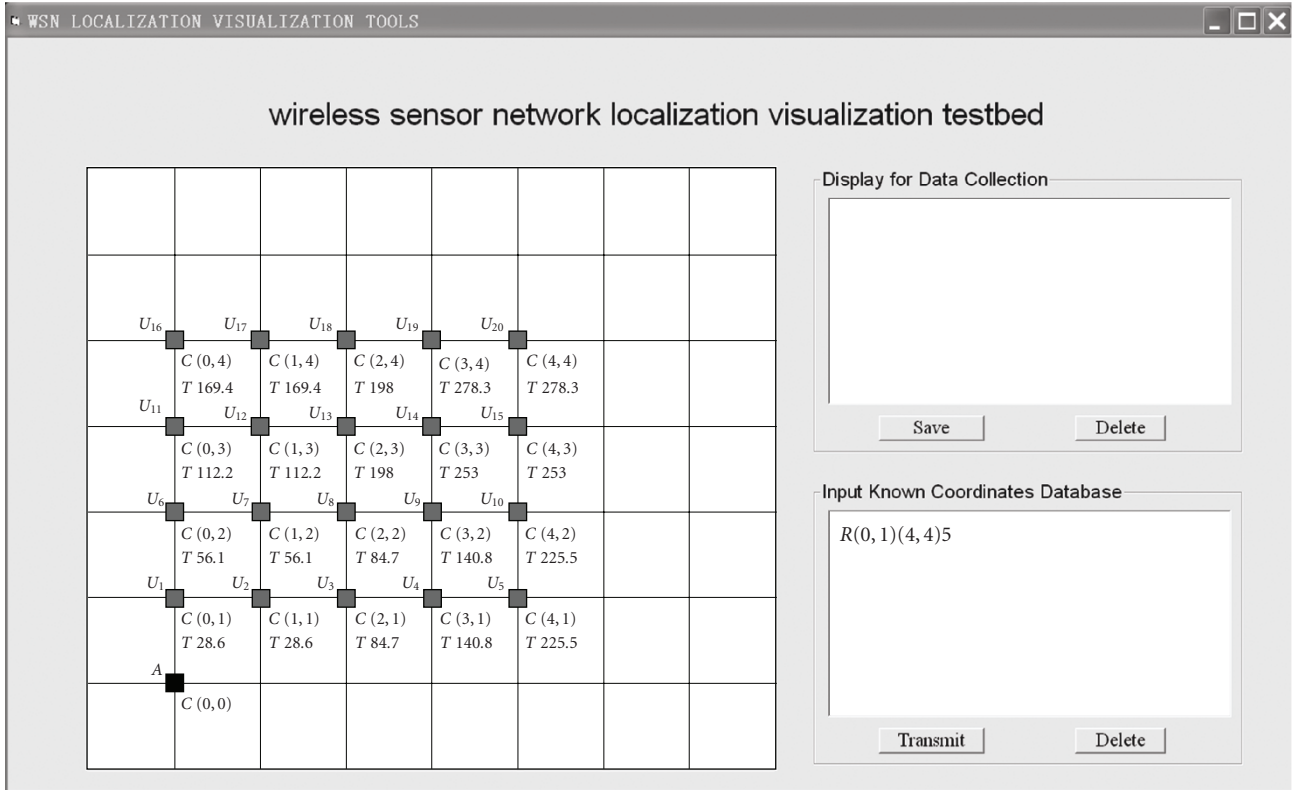 WSN LOCALIZATION VISUALIZATION TOOLS
wireless sensor network localization visualization testbed
U16 U17 U18 U19 U20
C (0, 4) C (1, 4) C (2, 4) C (3, 4) C (4, 4)
T 169.4 T 169.4 T 198 T 278.3 T 278.3
U11 U12 U13 U14 U15
C (0, 3) C (1, 3) C (2, 3) C (3, 3) C (4, 3)
T 112.2 T 112.2 T 198 T 253 T 253
U6 U7 U8 U9 U10
C (0, 2) C (1, 2) C (2, 2) C (3, 2) C (4, 2)
T 56.1 T 56.1 T 84.7 T 140.8 T 225.5
U1 U2 U3 U4 U5
C (0, 1) C (1, 1) C (2, 1) C (3, 1) C (4, 1)
T 28.6 T 28.6 T 84.7 T 140.8 T 225.5
A
C (0, 0)
Display for Data Collection
Save Delete
Input Known Coordinates Database
R(0, 1)(4, 4)5
Transmit Delete